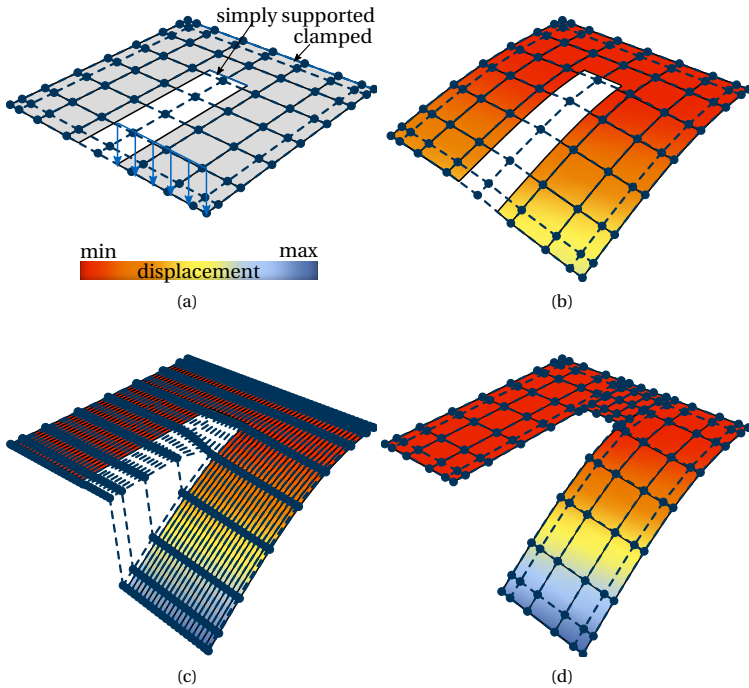 simply supported
clamped
min max
displacement
(a)
(b)
(c)
(d)